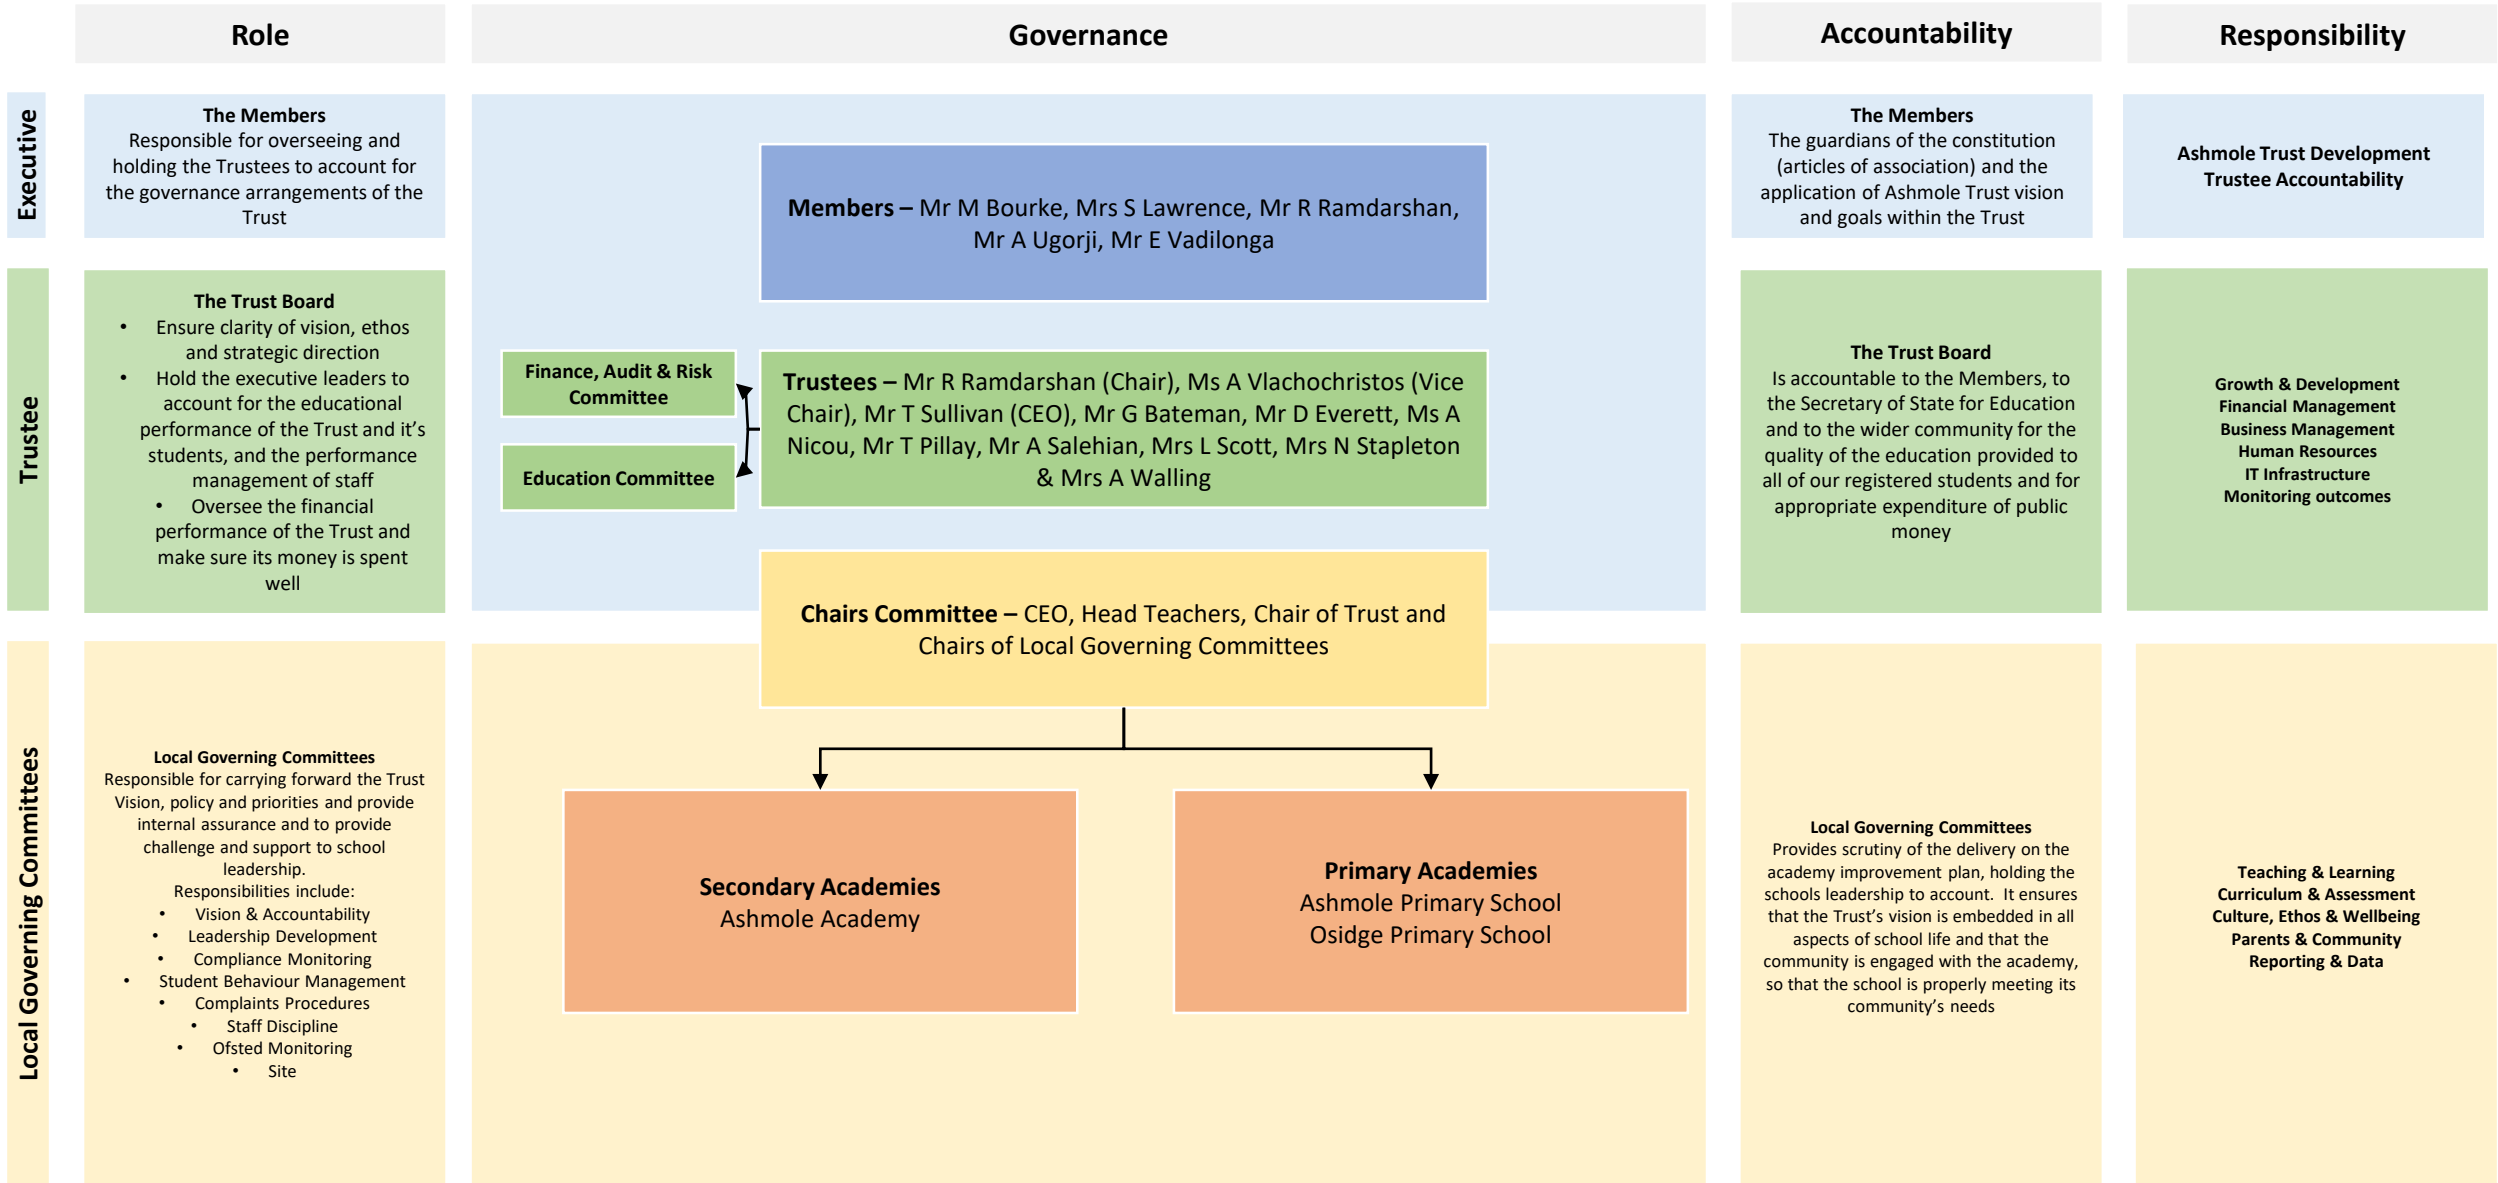 Role
Governance
Accountability
Responsibility
Executive
The Members
Responsible for overseeing and
holding the Trustees to account for
the governance arrangements of the
Trust
Members – Mr M Bourke, Mrs S Lawrence, Mr R Ramdarshan,
Mr A Ugorji, Mr E Vadilonga
The Members
The guardians of the constitution
(articles of association) and the
application of Ashmole Trust vision
and goals within the Trust
Ashmole Trust Development
Trustee Accountability
Trustee
The Trust Board
• Ensure clarity of vision, ethos
and strategic direction
• Hold the executive leaders to
account for the educational
performance of the Trust and it's
students, and the performance
management of staff
• Oversee the financial
performance of the Trust and
make sure its money is spent
well
Finance, Audit & Risk
Committee
Education Committee
Trustees – Mr R Ramdarshan (Chair), Ms A Vlachochristos (Vice
Chair), Mr T Sullivan (CEO), Mr G Bateman, Mr D Everett, Ms A
Nicou, Mr T Pillay, Mr A Salehian, Mrs L Scott, Mrs N Stapleton
& Mrs A Walling
The Trust Board
Is accountable to the Members, to
the Secretary of State for Education
and to the wider community for the
quality of the education provided to
all of our registered students and for
appropriate expenditure of public
money
Growth & Development
Financial Management
Business Management
Human Resources
IT Infrastructure
Monitoring outcomes
Chairs Committee – CEO, Head Teachers, Chair of Trust and
Chairs of Local Governing Committees
Local Governing Committees
Local Governing Committees
Responsible for carrying forward the Trust
Vision, policy and priorities and provide
internal assurance and to provide
challenge and support to school
leadership.
Responsibilities include:
• Vision & Accountability
• Leadership Development
• Compliance Monitoring
• Student Behaviour Management
• Complaints Procedures
• Staff Discipline
• Ofsted Monitoring
• Site
Secondary Academies
Ashmole Academy
Primary Academies
Ashmole Primary School
Osidge Primary School
Local Governing Committees
Provides scrutiny of the delivery on the
academy improvement plan, holding the
schools leadership to account. It ensures
that the Trust's vision is embedded in all
aspects of school life and that the
community is engaged with the academy,
so that the school is properly meeting its
community's needs
Teaching & Learning
Curriculum & Assessment
Culture, Ethos & Wellbeing
Parents & Community
Reporting & Data